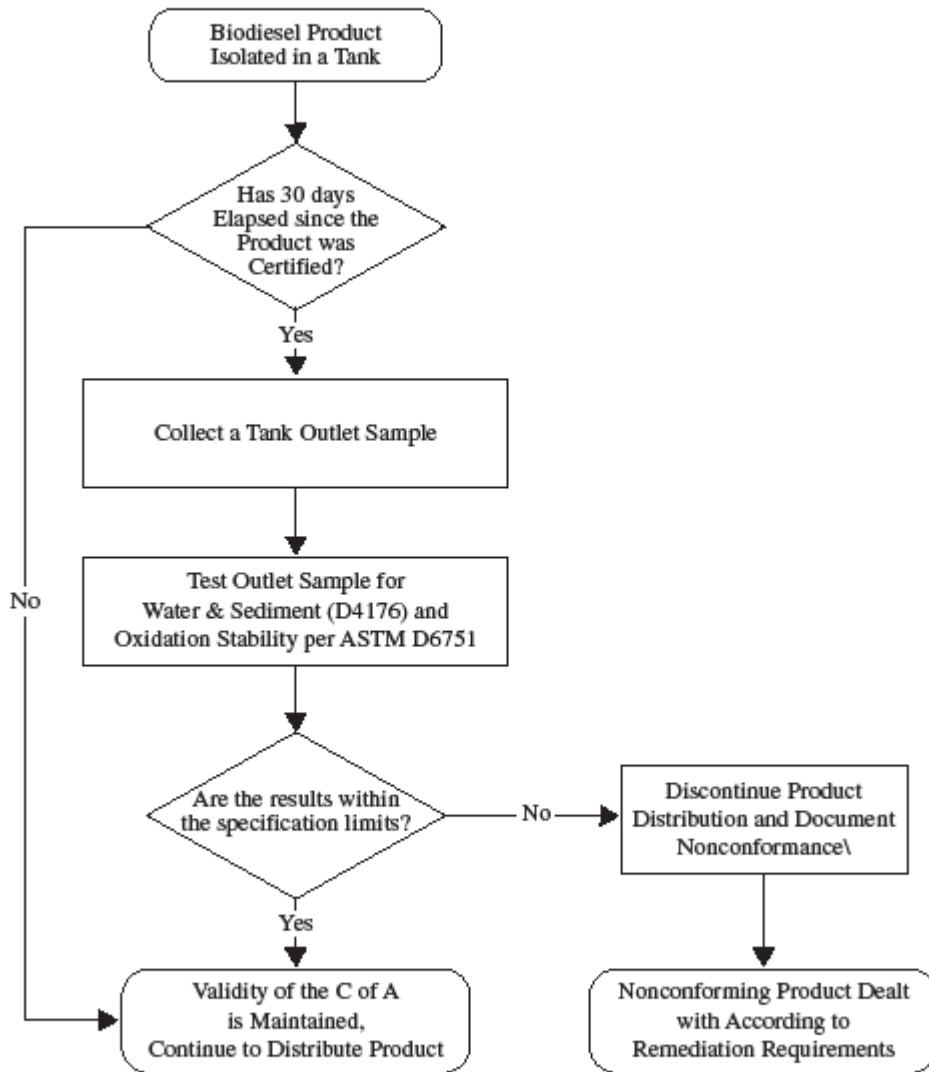 Biodiesel Product
Isolated in a Tank
Has 30 days
Elapsed since the
Product was
Certified?
Yes
Collect a Tank Outlet Sample
No
Test Outlet Sample for
Water & Sediment (D4176) and
Oxidation Stability per ASTM D6751
Are the results within
the specification limits?
No
Discontinue Product
Distribution and Document
Nonconformance\
Yes
Validity of the C of A
is Maintained,
Continue to Distribute Product
Nonconforming Product Dealt
with According to
Remediation Requirements